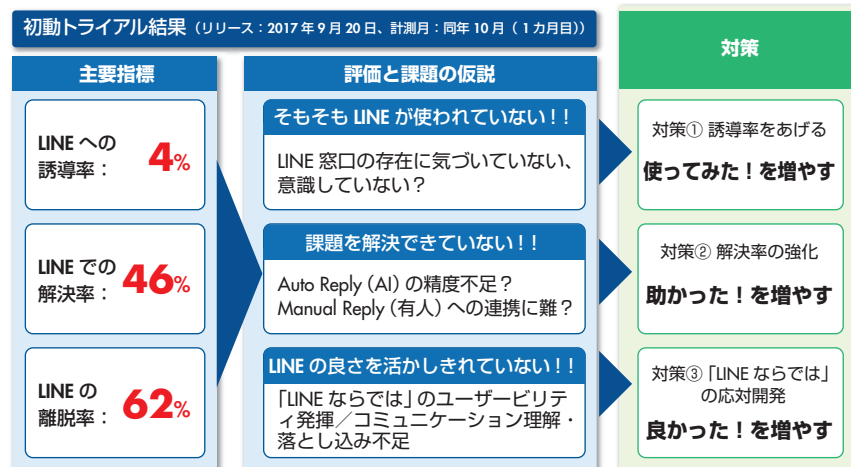 初動トライアル結果（リリース：2017年9月20日、計測月：同年10月（1カ月目））
主要指標
LINEへの
誘導率： 4%
LINEでの
解決率： 46%
LINEの
離脱率： 62%
評価と課題の仮説
そもそもLINEが使われていない！！
LINE窓口の存在に気づいていない、
意識していない？
課題を解決できていない！！
Auto Reply（AI）の精度不足？
Manual Reply（有人）への連携に難？
LINEの良さを活かしきれていない！！
「LINEならでは」のユーザービリテ
ィ発揮／コミュニケーション理解・
落とし込み不足
対策
対策① 誘導率をあげる
使ってみた！を増やす
対策② 解決率の強化
助かった！を増やす
対策③「LINEならでは」
の応対開発
良かった！を増やす